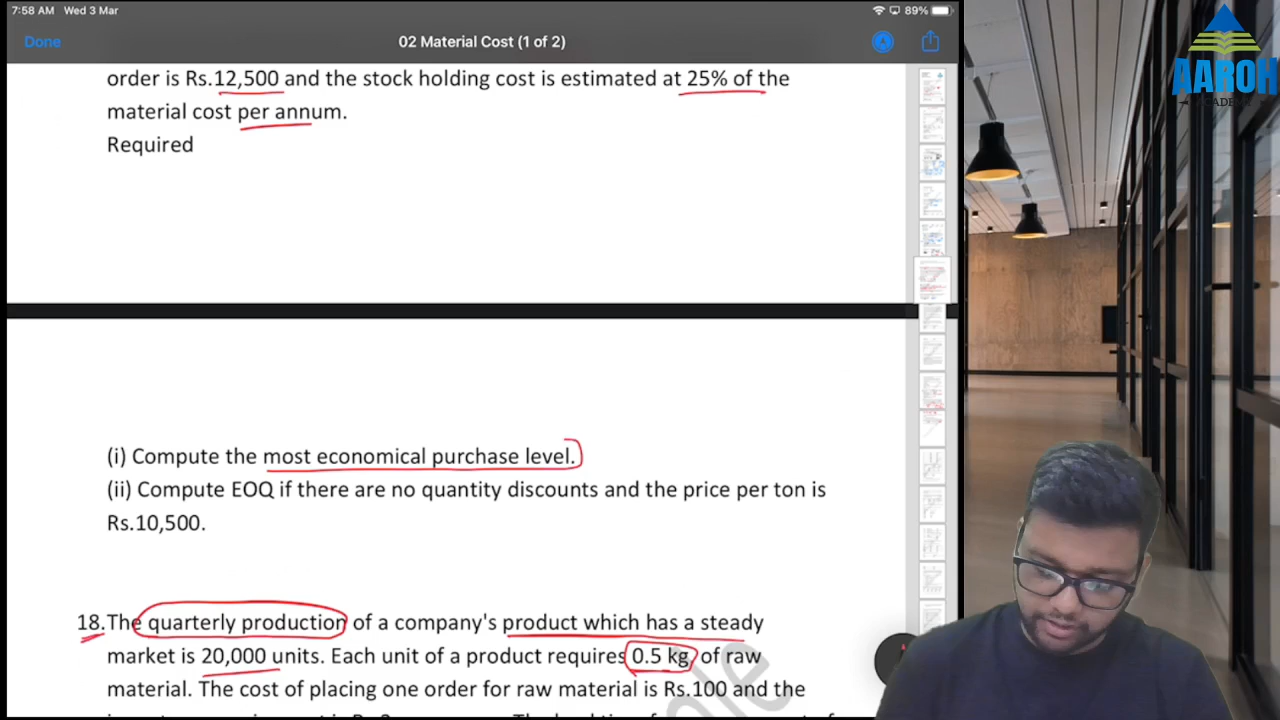 7:58 AM Wed 3 Mar
89%
Done
02 Material Cost (1 of 2)
AAROH
order is Rs.12,500 and the stock holding cost is estimated at 25% of the
material cost per annum.
Required
(i) Compute the most economical purchase level.
(ii) Compute EOQ if there are no quantity discounts and the price per ton is
Rs.10,500.
18.The quarterly production of a company's product which has a steady
market is 20,000 units. Each unit of a product requires 0.5 kg of raw
material. The cost of placing one order for raw material is Rs.100 and the